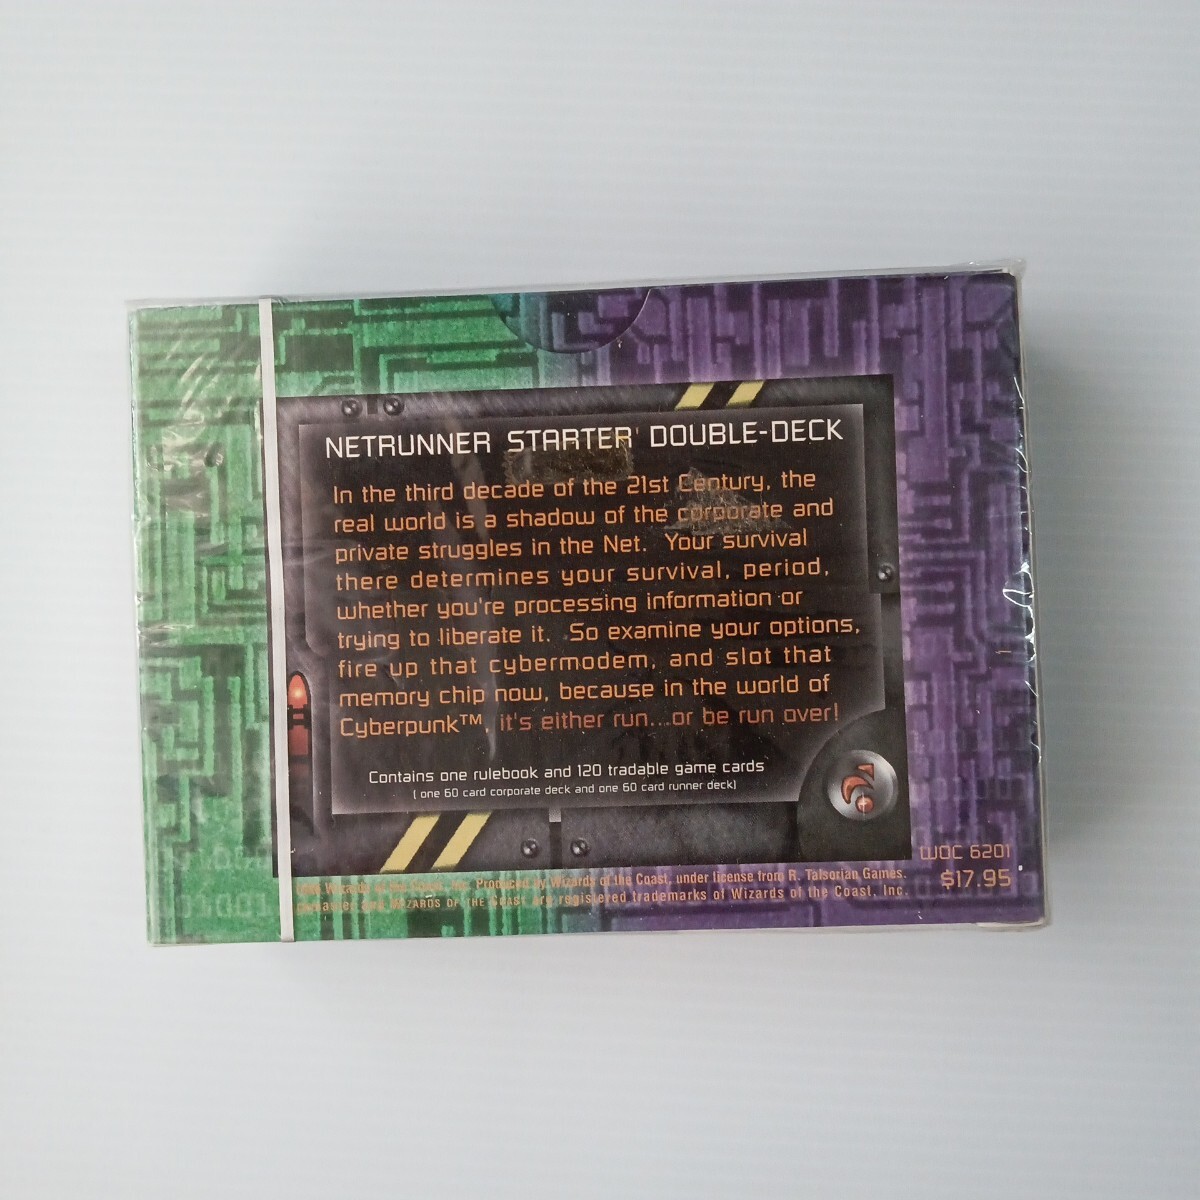 NETRUNNER STARTER DOUBLE-DECK
In the third decade of the 21st Century, the
real world is a shadow of the corporate and
private struggles in the Net. Your survival
there determines your survival, period,
whether you're processing information or
trying to liberate it. So examine your options,
fire up that cybermodem, and slot that
memory chip now, because in the world of
Cyberpunk™, it's either run...or be run over!
Contains one rulebook and 120 tradable game cards
( one 60 card corporate deck and one 60 card runner deck)
WOC 6201
$17.95
Wizards of the Coast, Inc. Produced by Wizards of the Coast, under license from R. Talsorian Games.
and WIZARDS OF THE COAST are registered trademarks of Wizards of the Coast, Inc.